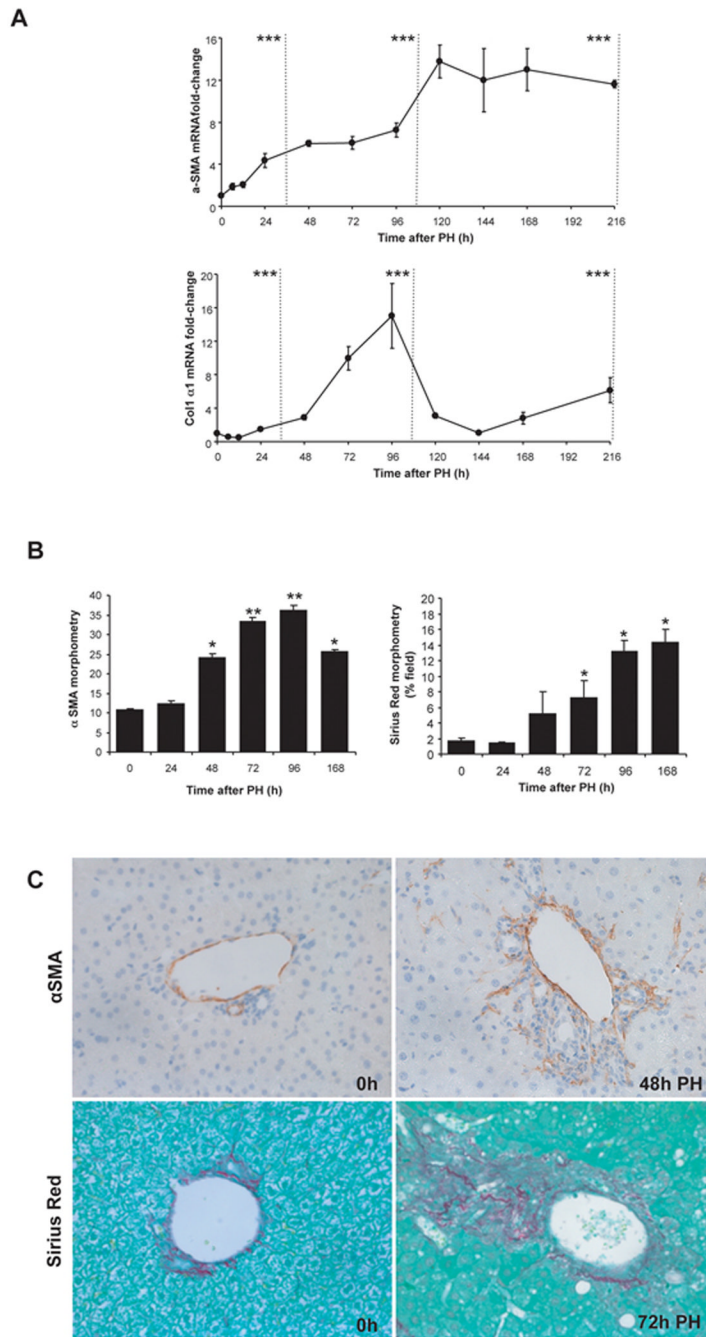 A
a-SMA mRNAfold-change
16
12
8
4
0
*** *** ***
0 24 48 72 96 120 144 168 192 216
Time after PH (h)
Col1 α1 mRNA fold-change
20
16
12
8
4
0
*** *** ***
0 24 48 72 96 120 144 168 192 216
Time after PH (h)
B
α SMA morphometry
40
35
30
25
20
15
10
5
0
* ** ** *
0 24 48 72 96 168
Time after PH (h)
Sirius Red morphometry
(% field)
20
18
16
14
12
10
8
6
4
2
0
* * *
0 24 48 72 96 168
Time after PH (h)
C
αSMA
0h
48h PH
Sirius Red
0h
72h PH